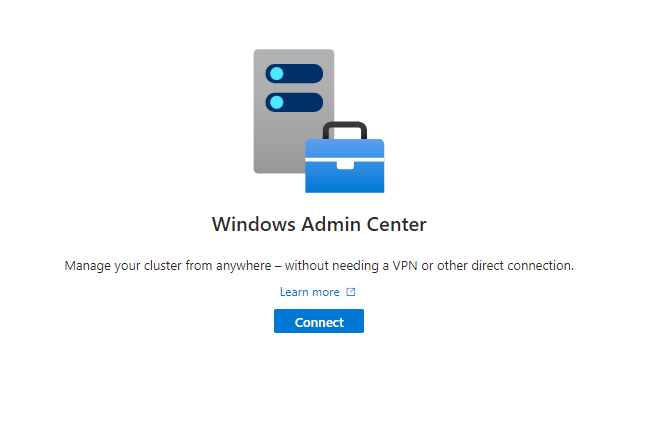 Windows Admin Center
Manage your cluster from anywhere – without needing a VPN or other direct connection.
Learn more
Connect